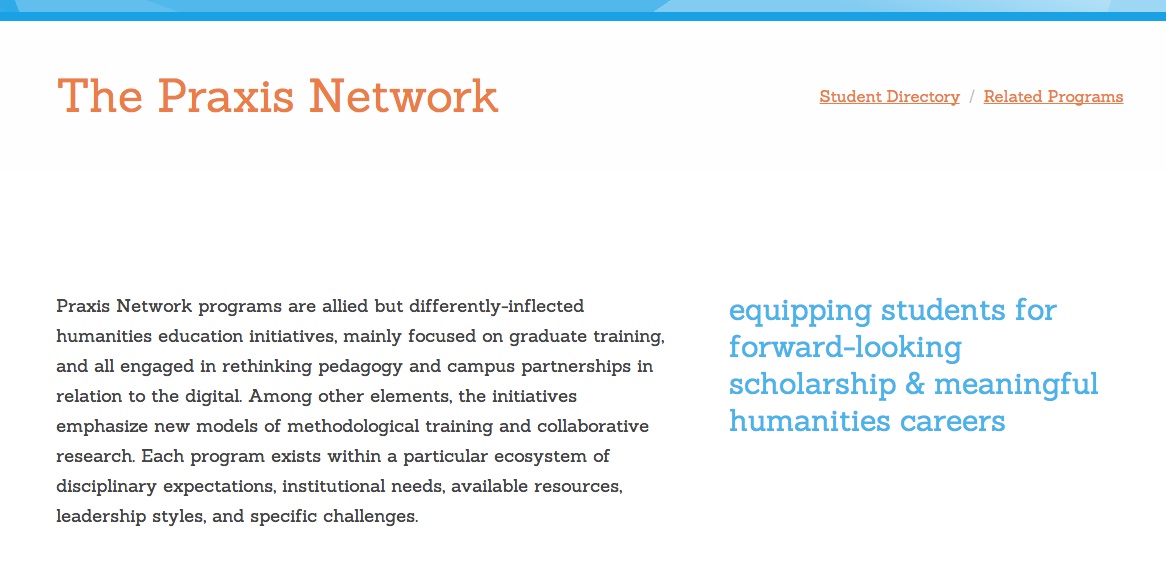 The Praxis Network
Student Directory / Related Programs
Praxis Network programs are allied but differently-inflected
humanities education initiatives, mainly focused on graduate training,
and all engaged in rethinking pedagogy and campus partnerships in
relation to the digital. Among other elements, the initiatives
emphasize new models of methodological training and collaborative
research. Each program exists within a particular ecosystem of
disciplinary expectations, institutional needs, available resources,
leadership styles, and specific challenges.
equipping students for
forward-looking
scholarship & meaningful
humanities careers